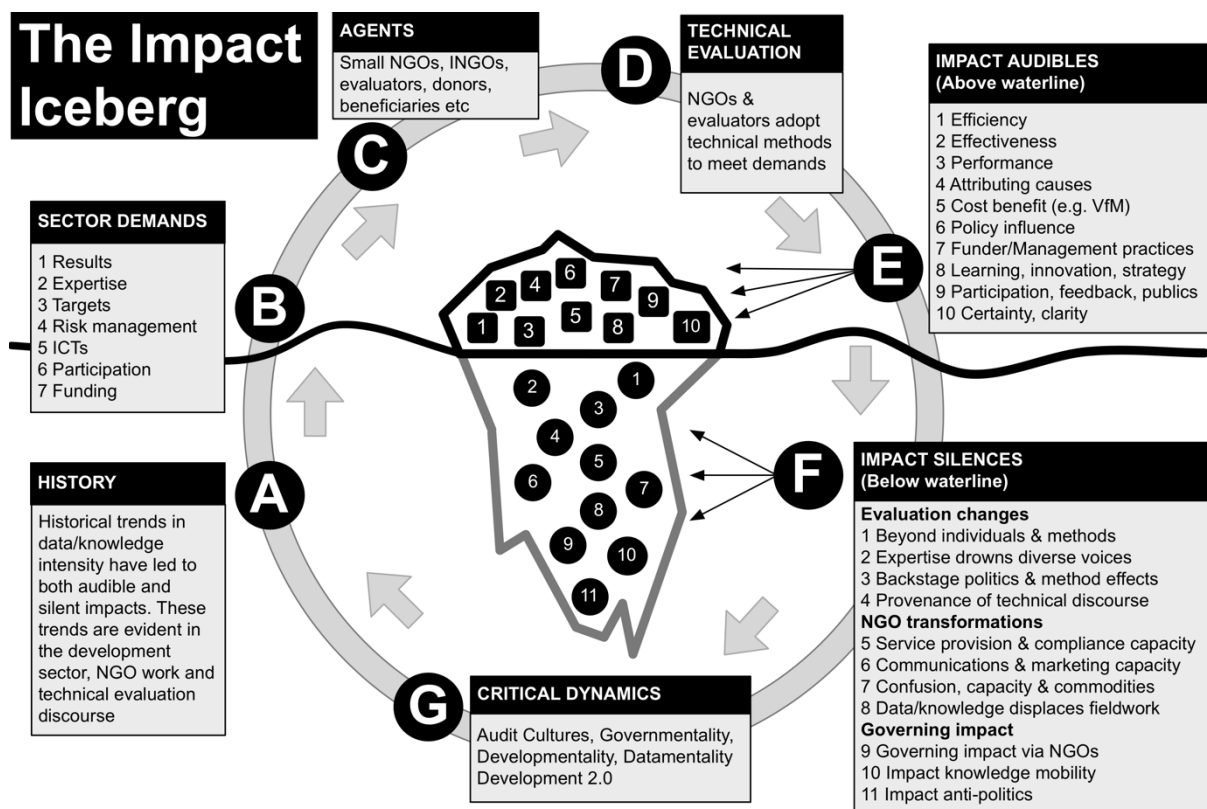 The Impact
Iceberg
AGENTS
Small NGOs, INGOs,
evaluators, donors,
beneficiaries etc
C
D
TECHNICAL
EVALUATION
NGOs &
evaluators adopt
technical methods
to meet demands
IMPACT AUDIBLES
(Above waterline)
1 Efficiency
2 Effectiveness
3 Performance
4 Attributing causes
5 Cost benefit (e.g. VfM)
6 Policy influence
7 Funder/Management practices
8 Learning, innovation, strategy
9 Participation, feedback, publics
10 Certainty, clarity
E
SECTOR DEMANDS
1 Results
2 Expertise
3 Targets
4 Risk management
5 ICTs
6 Participation
7 Funding
B
1
2
3
4
5
6
7
8
9
10
1
2
3
4
5
6
7
8
9
10
11
HISTORY
Historical trends in
data/knowledge
intensity have led to
both audible and
silent impacts. These
trends are evident in
the development
sector, NGO work and
technical evaluation
discourse
A
F
IMPACT SILENCES
(Below waterline)
Evaluation changes
1 Beyond individuals & methods
2 Expertise drowns diverse voices
3 Backstage politics & method effects
4 Provenance of technical discourse
NGO transformations
5 Service provision & compliance capacity
6 Communications & marketing capacity
7 Confusion, capacity & commodities
8 Data/knowledge displaces fieldwork
Governing impact
9 Governing impact via NGOs
10 Impact knowledge mobility
11 Impact anti-politics
G
CRITICAL DYNAMICS
Audit Cultures, Governmentality,
Developmentality, Datamentality
Development 2.0